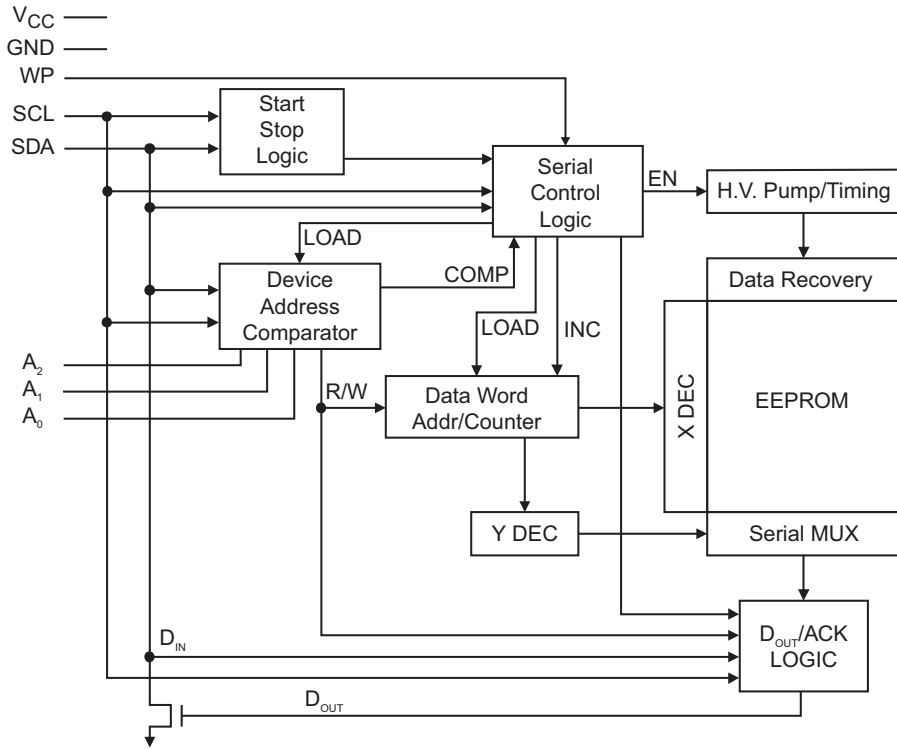 VCC
GND
WP
SCL
SDA
Start
Stop
Logic
Serial
Control
Logic
EN
H.V. Pump/Timing
LOAD
COMP
Device
Address
Comparator
Data Recovery
LOAD
INC
A2
A1
A0
R/W
Data Word
Addr/Counter
X DEC
EEPROM
Y DEC
Serial MUX
DIN
DOUT/ACK
LOGIC
DOUT